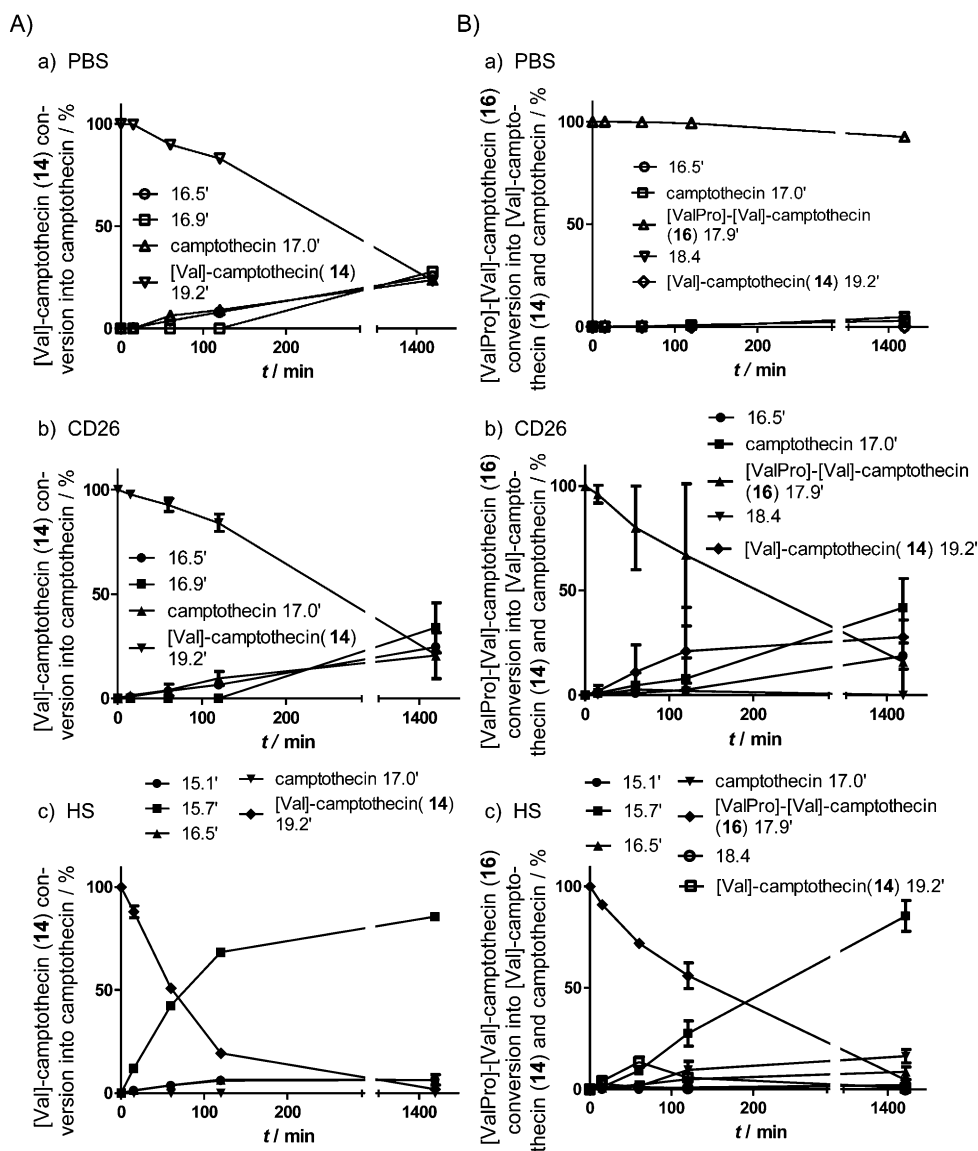 A)
a) PBS
[Val]-camptothecin (14) con-
version into camptothecin / %
100
50
0
16.5'
16.9'
camptothecin 17.0'
[Val]-camptothecin( 14)
19.2'
0 100 200 1400
t / min
b) CD26
[Val]-camptothecin (14) con-
version into camptothecin / %
100
50
0
16.5'
16.9'
camptothecin 17.0'
[Val]-camptothecin( 14)
19.2'
0 100 200 1400
t / min
c) HS
15.1'
15.7'
16.5'
camptothecin 17.0'
[Val]-camptothecin( 14)
19.2'
[Val]-camptothecin (14) con-
version into camptothecin / %
100
50
0
0 100 200 1400
t / min
B)
a) PBS
[ValPro]-[Val]-camptothecin (16)
conversion into [Val]-campto-
thecin (14) and camptothecin / %
100
50
0
16.5'
camptothecin 17.0'
[ValPro]-[Val]-camptothecin
(16) 17.9'
18.4
[Val]-camptothecin( 14) 19.2'
0 100 200 1400
t / min
b) CD26
[ValPro]-[Val]-camptothecin (16)
conversion into [Val]-campto-
thecin (14) and camptothecin / %
100
50
0
16.5'
camptothecin 17.0'
[ValPro]-[Val]-camptothecin
(16) 17.9'
18.4
[Val]-camptothecin( 14) 19.2'
0 100 200 1400
t / min
c) HS
15.1'
15.7'
16.5'
camptothecin 17.0'
[ValPro]-[Val]-camptothecin
(16) 17.9'
18.4
[Val]-camptothecin(14) 19.2'
[ValPro]-[Val]-camptothecin (16)
conversion into [Val]-campto-
thecin (14) and camptothecin / %
100
50
0
0 100 200 1400
t / min